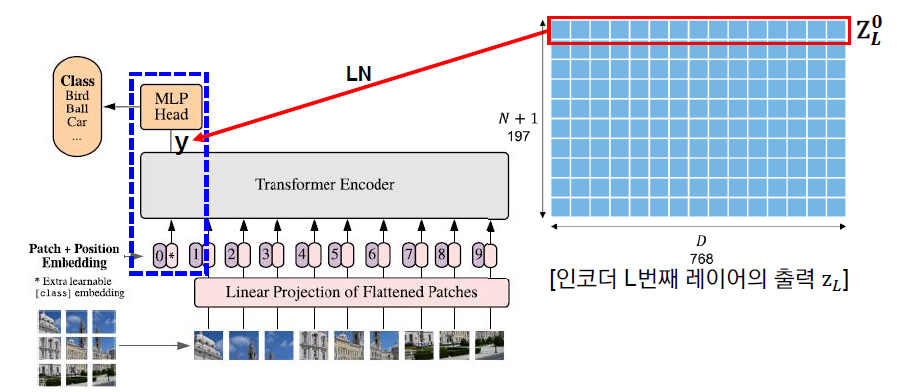 Z_L^0
LN
Class
Bird
Ball
Car
...
MLP
Head
y
N + 1
197
Transformer Encoder
D
768
[인코더 L번째 레이어의 출력 z_L]
Patch + Position
Embedding
0 * 1 2 3 4 5 6 7 8 9
* Extra learnable
[class] embedding
Linear Projection of Flattened Patches